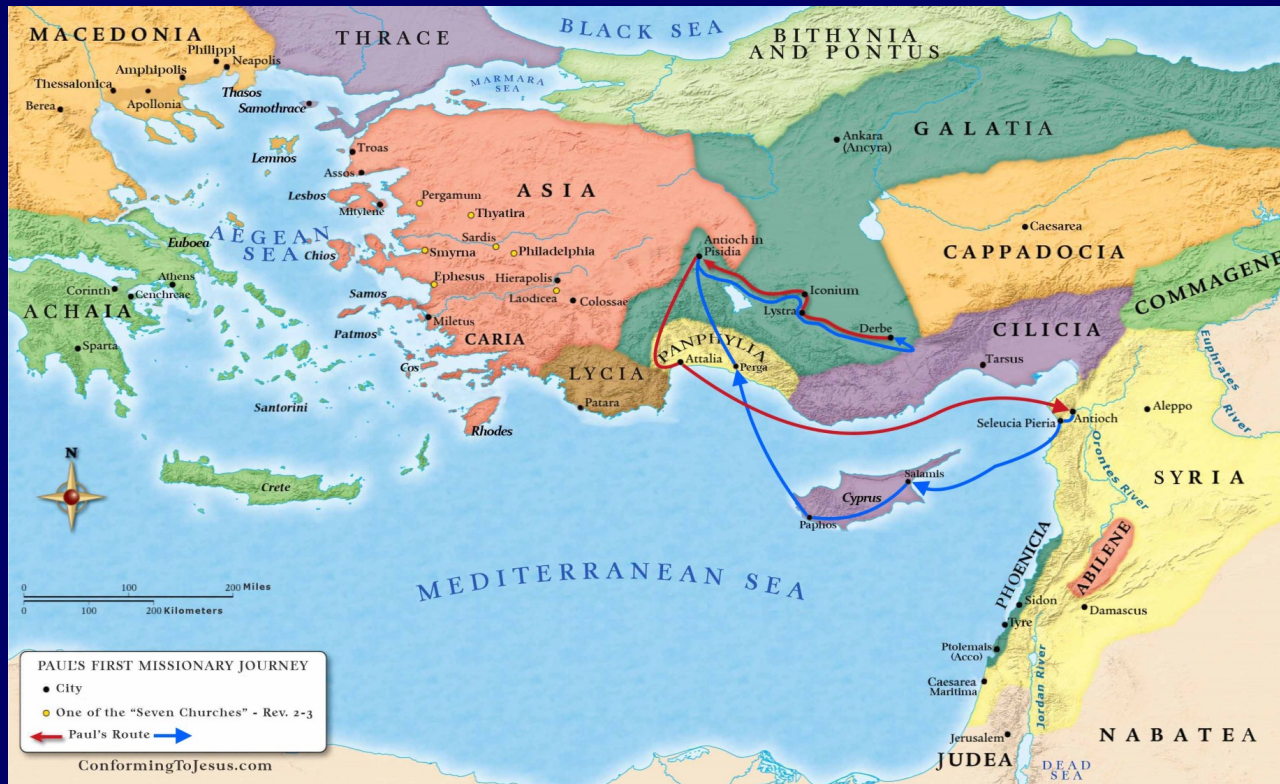 BLACK SEA
MACEDONIA
THRACE
BITHYNIA
AND PONTUS
Philippi
Neapolis
Amphipolis
Thessalonica
Apollonia
Berea
Thasos
Samothrace
MARMARA
SEA
GALATIA
Ankara
(Ancyra)
Lemnos
Troas
Assos
Lesbos
Mitylene
ASIA
Pergamum
Thyatira
Sardis
Smyrna
Philadelphia
AEGEAN
SEA
Euboea
Chios
Ephesus
Hierapolis
Laodicea
Colossae
Antioch in
Pisidia
Caesarea
CAPPADOCIA
COMMAGENE
Athens
Corinth
Cenchreae
ACHAIA
Sparta
Samos
Patmos
Miletus
CARIA
Iconium
Lystra
Derbe
CILICIA
Tarsus
Euphrates
River
PANPHYLIA
Attalia
Perga
LYCIA
Patara
Cos
Santorini
Rhodes
Crete
Seleucia Pieria
Antioch
Aleppo
Orontes River
SYRIA
Salamis
Cyprus
Paphos
N
MEDITERRANEAN SEA
PHOENICIA
ABILENE
Sidon
Damascus
Tyre
Ptolemais
(Acco)
Caesarea
Maritima
Jordan River
Jerusalem
JUDEA
DEAD
SEA
NABATEA
0 100 200 Miles
0 100 200 Kilometers
PAUL'S FIRST MISSIONARY JOURNEY
City
One of the “Seven Churches” - Rev. 2-3
Paul's Route
ConformingToJesus.com